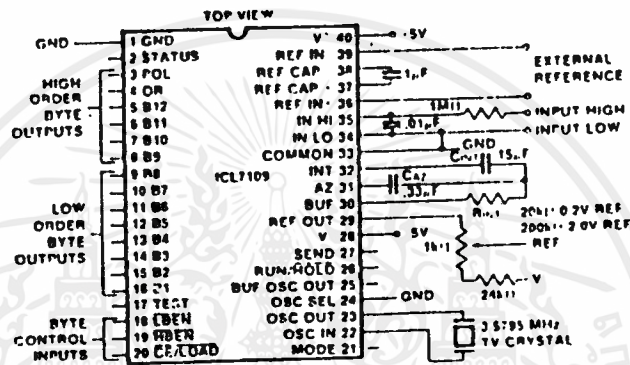 TOP VIEW
GND
HIGH
ORDER
BYTE
OUTPUTS
LOW
ORDER
BYTE
OUTPUTS
BYTE
CONTROL
INPUTS
1 GND
2 STATUS
3 POL
4 OR
5 B12
6 B11
7 B10
8 B9
9 B8
10 B7
11 B6
12 B5
13 B4
14 B3
15 B2
16 B1
17 TEST
18 LBEN
19 HBEN
20 CE/LOAD
ICL7109
V 40
REF IN 39
REF CAP 38
REF CAP 37
REF IN 36
IN HI 35
IN LO 34
COMMON 33
INT 32
AZ 31
BUF 30
REF OUT 29
V 28
SEND 27
RUN/HOLD 26
BUF OSC OUT 25
OSC SEL 24
OSC OUT 23
OSC IN 22
MODE 21
5V
EXTERNAL
REFERENCE
1µF
1MΩ
.01µF
INPUT HIGH
INPUT LOW
GND
CINT
15µF
CAZ
.33µF
20kΩ 0.2V REF
200kΩ 2.0V REF
5V
1kΩ
REF
24kΩ
V
GND
3.5795 MHz
TV CRYSTAL